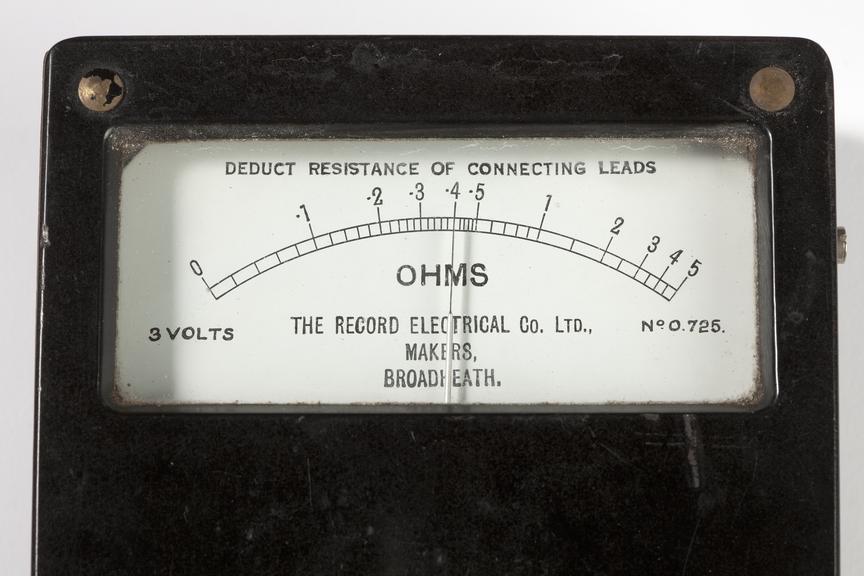 DEDUCT RESISTANCE OF CONNECTING LEADS
0 ·1 ·2 ·3 ·4 ·5 1 2 3 4 5
OHMS
3 VOLTS
THE RECORD ELECTRICAL Co. LTD.,
Nº 0.725.
MAKERS,
BROADHEATH.